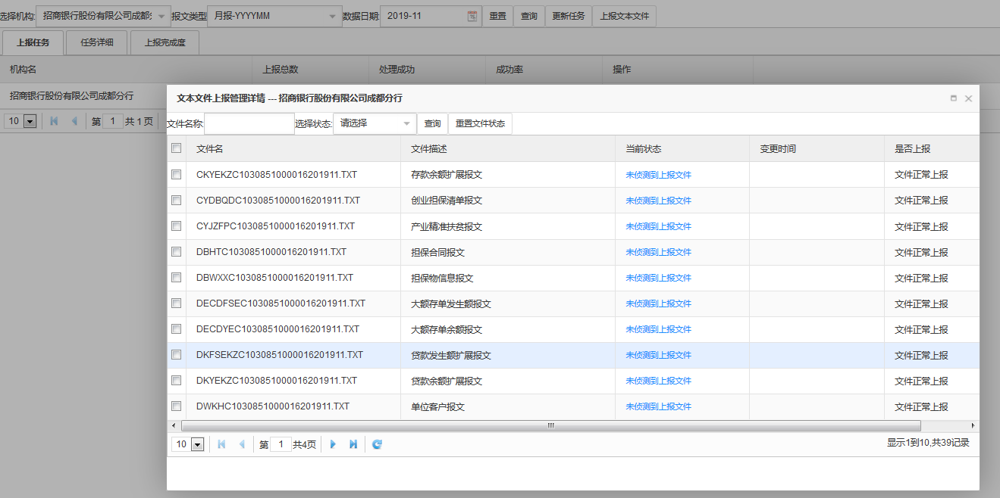 选择机构: 招商银行股份有限公司成都分 报文类型 月报-YYYYMM 数据日期: 2019-11 重置 查询 更新任务 上报文本文件
上报任务 任务详细 上报完成度
机构名 上报总数 处理成功 成功率 操作
招商银行股份有限公司成都分行
10 第 1 共1页
文本文件上报管理详情 --- 招商银行股份有限公司成都分行
文件名称: 选择状态: 请选择 查询 重置文件状态
文件名 文件描述 当前状态 变更时间 是否上报
CKYEKZC1030851000016201911.TXT 存款余额扩展报文 未侦测到上报文件 文件正常上报
CYDBQDC1030851000016201911.TXT 创业担保清单报文 未侦测到上报文件 文件正常上报
CYJZFPC1030851000016201911.TXT 产业精准扶贫报文 未侦测到上报文件 文件正常上报
DBHTC1030851000016201911.TXT 担保合同报文 未侦测到上报文件 文件正常上报
DBWXXC1030851000016201911.TXT 担保物信息报文 未侦测到上报文件 文件正常上报
DECDFSEC1030851000016201911.TXT 大额存单发生额报文 未侦测到上报文件 文件正常上报
DECDYEC1030851000016201911.TXT 大额存单余额报文 未侦测到上报文件 文件正常上报
DKFSEKZC1030851000016201911.TXT 贷款发生额扩展报文 未侦测到上报文件 文件正常上报
DKYEKZC1030851000016201911.TXT 贷款余额扩展报文 未侦测到上报文件 文件正常上报
DWKHC1030851000016201911.TXT 单位客户报文 未侦测到上报文件 文件正常上报
10 第 1 共4页 显示1到10,共39记录